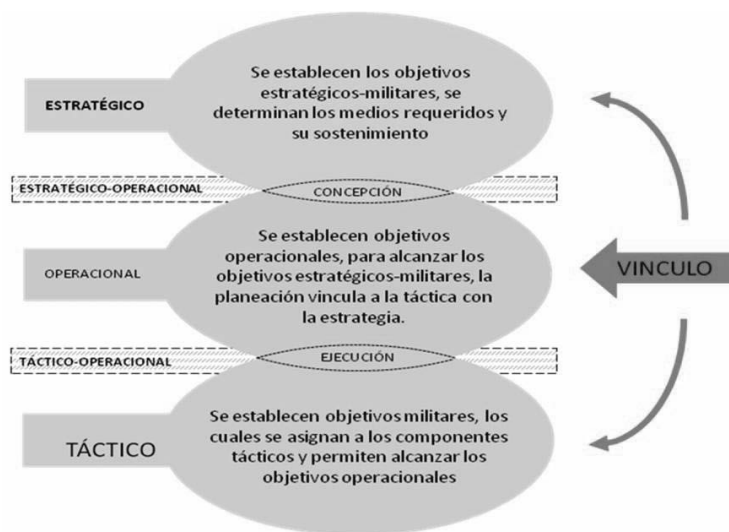 Se establecen los objetivos
estratégicos-militares, se
determinan los medios requeridos y
su sostenimiento
ESTRATÉGICO
ESTRATÉGICO-OPERACIONAL
CONCEPCIÓN
Se establecen objetivos
operacionales, para alcanzar los
objetivos estratégicos-militares, la
planeación vincula a la táctica con
la estrategia.
OPERACIONAL
VINCULO
TÁCTICO-OPERACIONAL
EJECUCIÓN
Se establecen objetivos militares, los
cuales se asignan a los componentes
tácticos y permiten alcanzar los
objetivos operacionales
TÁCTICO